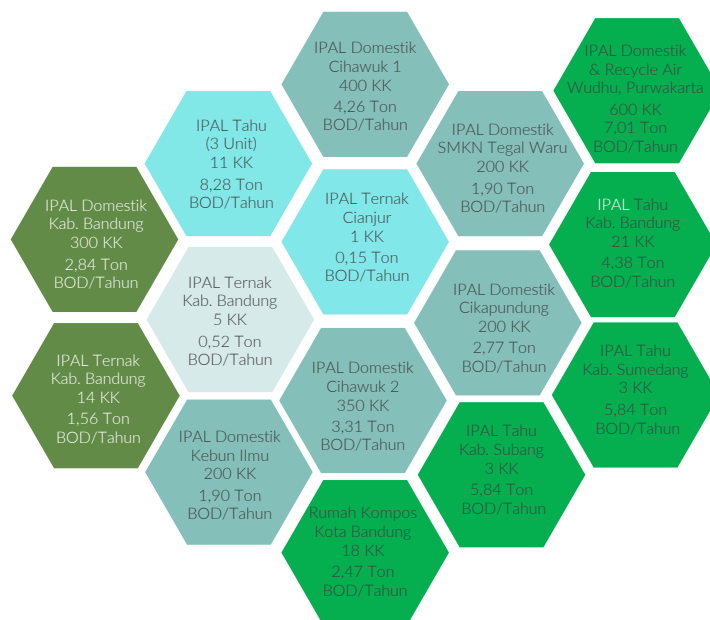 IPAL Domestik
Cihawuk 1
400 KK
4,26 Ton
BOD/Tahun
IPAL Domestik
& Recycle Air
Wudhu, Purwakarta
600 KK
7,01 Ton
BOD/Tahun
IPAL Tahu
(3 Unit)
11 KK
8,28 Ton
BOD/Tahun
IPAL Domestik
SMKN Tegal Waru
200 KK
1,90 Ton
BOD/Tahun
IPAL Domestik
Kab. Bandung
300 KK
2,84 Ton
BOD/Tahun
IPAL Ternak
Cianjur
1 KK
0,15 Ton
BOD/Tahun
IPAL Tahu
Kab. Bandung
21 KK
4,38 Ton
BOD/Tahun
IPAL Ternak
Kab. Bandung
5 KK
0,52 Ton
BOD/Tahun
IPAL Domestik
Cikapundung
200 KK
2,77 Ton
BOD/Tahun
IPAL Ternak
Kab. Bandung
14 KK
1,56 Ton
BOD/Tahun
IPAL Domestik
Cihawuk 2
350 KK
3,31 Ton
BOD/Tahun
IPAL Tahu
Kab. Sumedang
3 KK
5,84 Ton
BOD/Tahun
IPAL Domestik
Kebun Ilmu
200 KK
1,90 Ton
BOD/Tahun
IPAL Tahu
Kab. Subang
3 KK
5,84 Ton
BOD/Tahun
Rumah Kompos
Kota Bandung
18 KK
2,47 Ton
BOD/Tahun